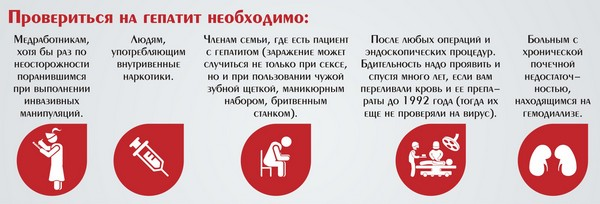 Провериться на гепатит необходимо:
Медработникам,
хотя бы раз по
неосторожности
поранившимся
при выполнении
инвазивных
манипуляций.
Людям,
употребляющим
внутривенные
наркотики.
Членам семьи, где есть пациент
с гепатитом (заражение может
случиться не только при сексе,
но и при пользовании чужой
зубной щеткой, маникюрным
набором, бритвенным
станком).
После любых операций и
эндоскопических процедур.
Бдительность надо проявить и
спустя много лет, если вам
переливали кровь и ее препа-
раты до 1992 года (тогда их
еще не проверяли на вирус).
Больным с
хронической
почечной
недостаточ-
ностью,
находящимся на
гемодиализе.